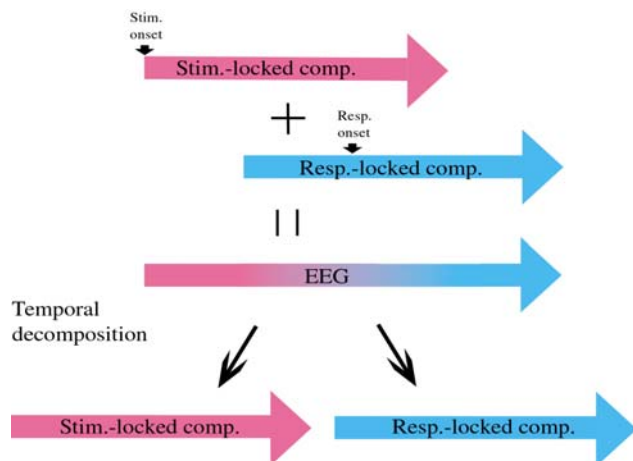 Stim.
onset
Stim.-locked comp.
+
Resp.
onset
Resp.-locked comp.
EEG
Temporal
decomposition
Stim.-locked comp.
Resp.-locked comp.